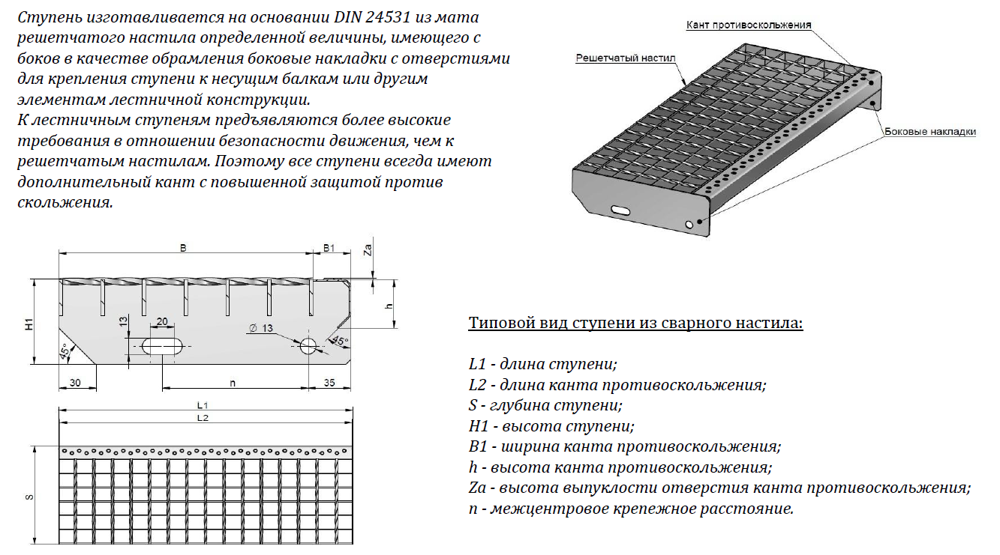 Ступень изготавливается на основании DIN 24531 из мата
решетчатого настила определенной величины, имеющего с
боков в качестве обрамления боковые накладки с отверстиями
для крепления ступени к несущим балкам или другим
элементам лестничной конструкции.
К лестничным ступеням предъявляются более высокие
требования в отношении безопасности движения, чем к
решетчатым настилам. Поэтому все ступени всегда имеют
дополнительный кант с повышенной защитой против
скольжения.
Кант противоскольжения
Решетчатый настил
Боковые накладки
B
B1
Za
H1
h
13
20
Ø 13
45°
45°
30
n
35
L1
L2
S
Типовой вид ступени из сварного настила:
L1 - длина ступени;
L2 - длина канта противоскольжения;
S - глубина ступени;
H1 - высота ступени;
B1 - ширина канта противоскольжения;
h - высота канта противоскольжения;
Za - высота выпуклости отверстия канта противоскольжения;
n - межцентровое крепежное расстояние.